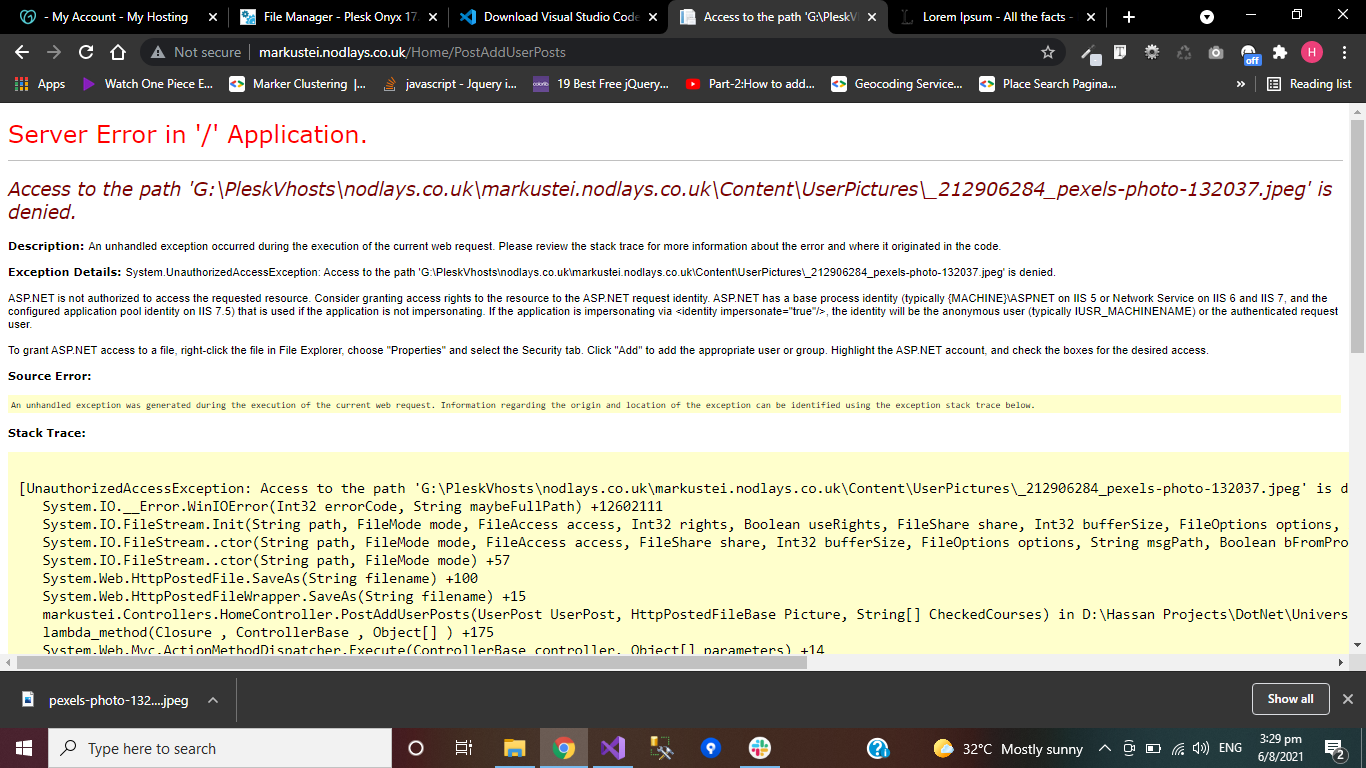 - My Account - My Hosting
File Manager - Plesk Onyx 17.
Download Visual Studio Code
Access to the path 'G:\PleskV
Lorem Ipsum - All the facts -
Not secure
markustei.nodlays.co.uk/Home/PostAddUserPosts
H
off
Apps
Watch One Piece E...
Marker Clustering |...
javascript - Jquery i...
colorlib
19 Best Free jQuery...
Part-2:How to add...
Geocoding Service...
Place Search Pagina...
»
Reading list
Server Error in '/' Application.
Access to the path 'G:\PleskVhosts\nodlays.co.uk\markustei.nodlays.co.uk\Content\UserPictures\_212906284_pexels-photo-132037.jpeg' is
denied.
Description: An unhandled exception occurred during the execution of the current web request. Please review the stack trace for more information about the error and where it originated in the code.
Exception Details: System.UnauthorizedAccessException: Access to the path 'G:\PleskVhosts\nodlays.co.uk\markustei.nodlays.co.uk\Content\UserPictures\_212906284_pexels-photo-132037.jpeg' is denied.
ASP.NET is not authorized to access the requested resource. Consider granting access rights to the resource to the ASP.NET request identity. ASP.NET has a base process identity (typically {MACHINE}\ASPNET on IIS 5 or Network Service on IIS 6 and IIS 7, and the
configured application pool identity on IIS 7.5) that is used if the application is not impersonating. If the application is impersonating via <identity impersonate="true"/>, the identity will be the anonymous user (typically IUSR_MACHINENAME) or the authenticated request
user.
To grant ASP.NET access to a file, right-click the file in File Explorer, choose "Properties" and select the Security tab. Click "Add" to add the appropriate user or group. Highlight the ASP.NET account, and check the boxes for the desired access.
Source Error:
An unhandled exception was generated during the execution of the current web request. Information regarding the origin and location of the exception can be identified using the exception stack trace below.
Stack Trace:
[UnauthorizedAccessException: Access to the path 'G:\PleskVhosts\nodlays.co.uk\markustei.nodlays.co.uk\Content\UserPictures\_212906284_pexels-photo-132037.jpeg' is d
System.IO.__Error.WinIOError(Int32 errorCode, String maybeFullPath) +12602111
System.IO.FileStream.Init(String path, FileMode mode, FileAccess access, Int32 rights, Boolean useRights, FileShare share, Int32 bufferSize, FileOptions options,
System.IO.FileStream..ctor(String path, FileMode mode, FileAccess access, FileShare share, Int32 bufferSize, FileOptions options, String msgPath, Boolean bFromPro
System.IO.FileStream..ctor(String path, FileMode mode) +57
System.Web.HttpPostedFile.SaveAs(String filename) +100
System.Web.HttpPostedFileWrapper.SaveAs(String filename) +15
markustei.Controllers.HomeController.PostAddUserPosts(UserPost UserPost, HttpPostedFileBase Picture, String[] CheckedCourses) in D:\Hassan Projects\DotNet\Univers
lambda_method(Closure , ControllerBase , Object[] ) +175
System.Web.Mvc.ActionMethodDispatcher.Execute(ControllerBase controller, Object[] parameters) +14
pexels-photo-132....jpeg
Show all
Type here to search
32°C Mostly sunny
ENG
3:29 pm
6/8/2021
2